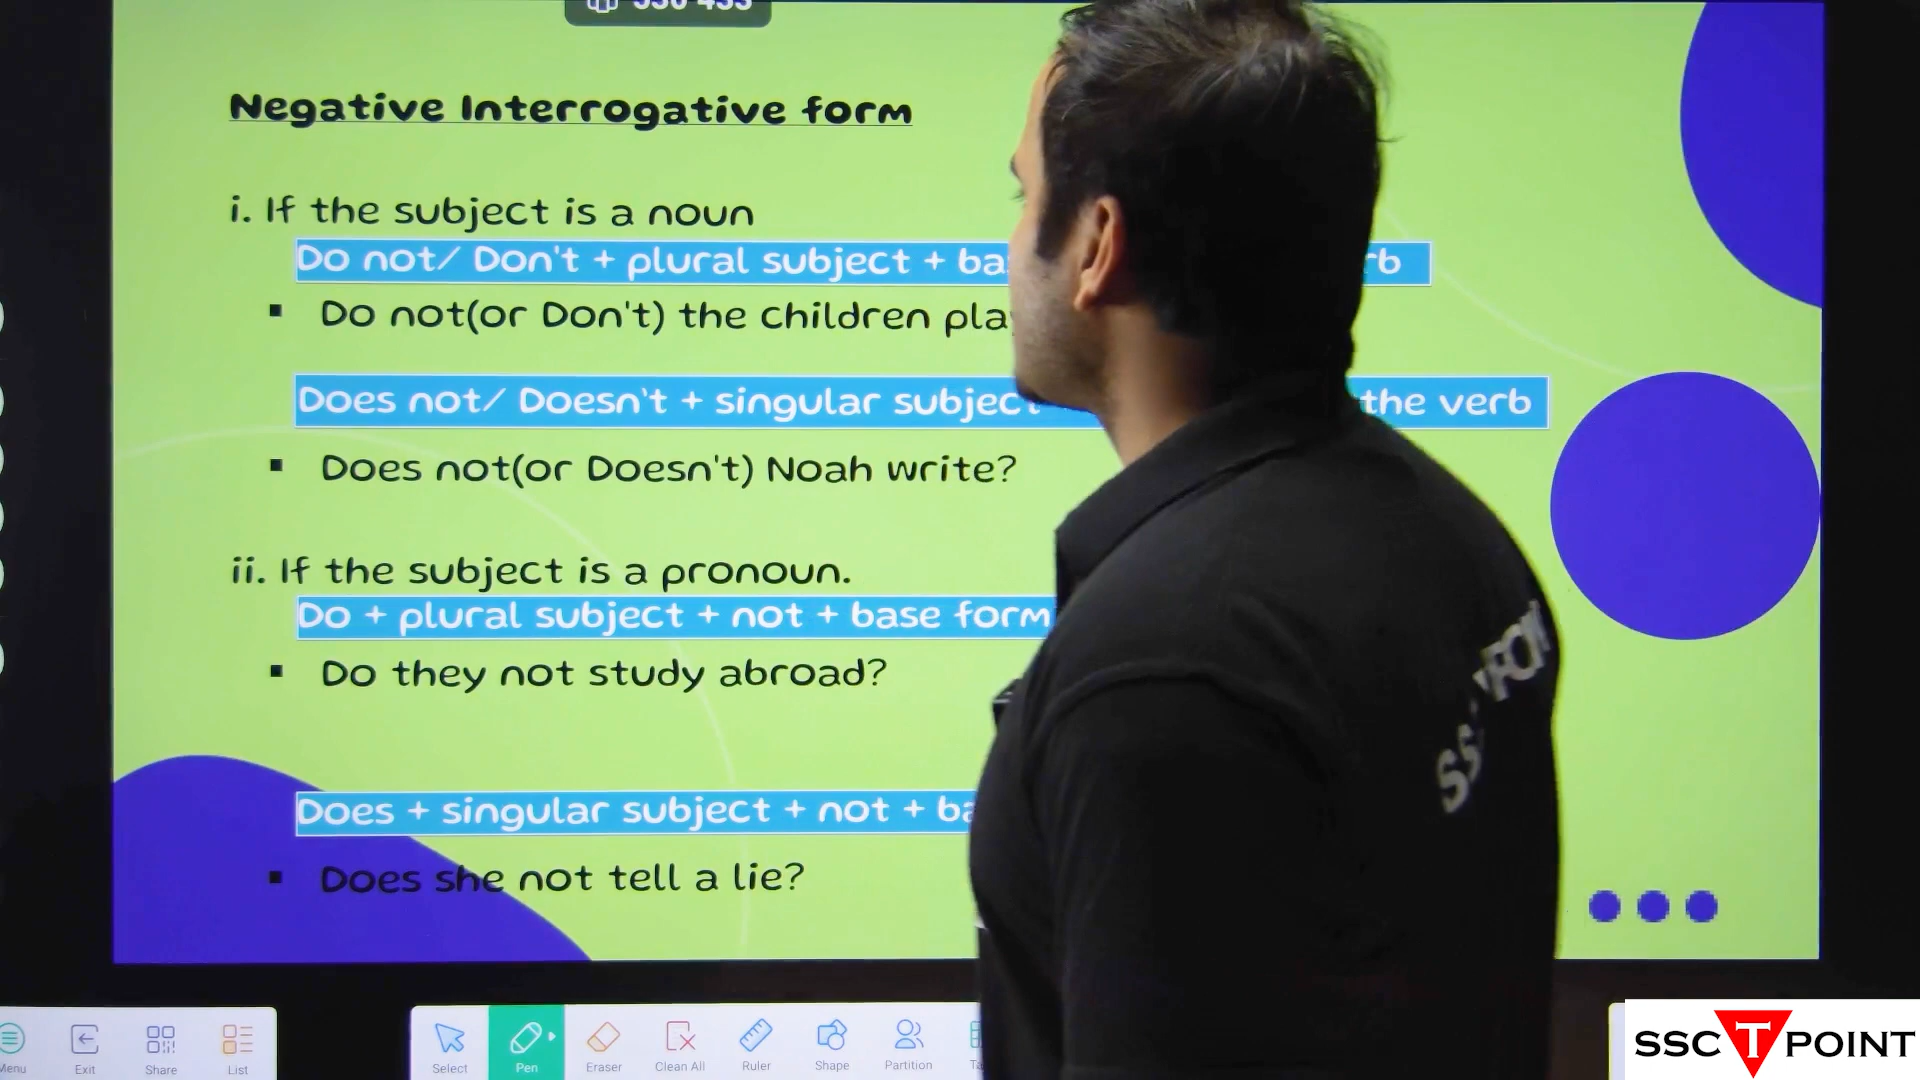 Negative Interrogative form
i. If the subject is a noun
Do not/ Don't + plural subject +
Do not(or Don't) the children
Does not/ Doesn't + singular subject the verb
Does not(or Doesn't) Noah write?
ii. If the subject is a pronoun.
Do + plural subject + not + base form
Do they not study abroad?
Does + singular subject + not +
Does she not tell a lie?
Menu Exit Share List Select Pen Eraser Clean All Ruler Shape Partition
SSC POINT